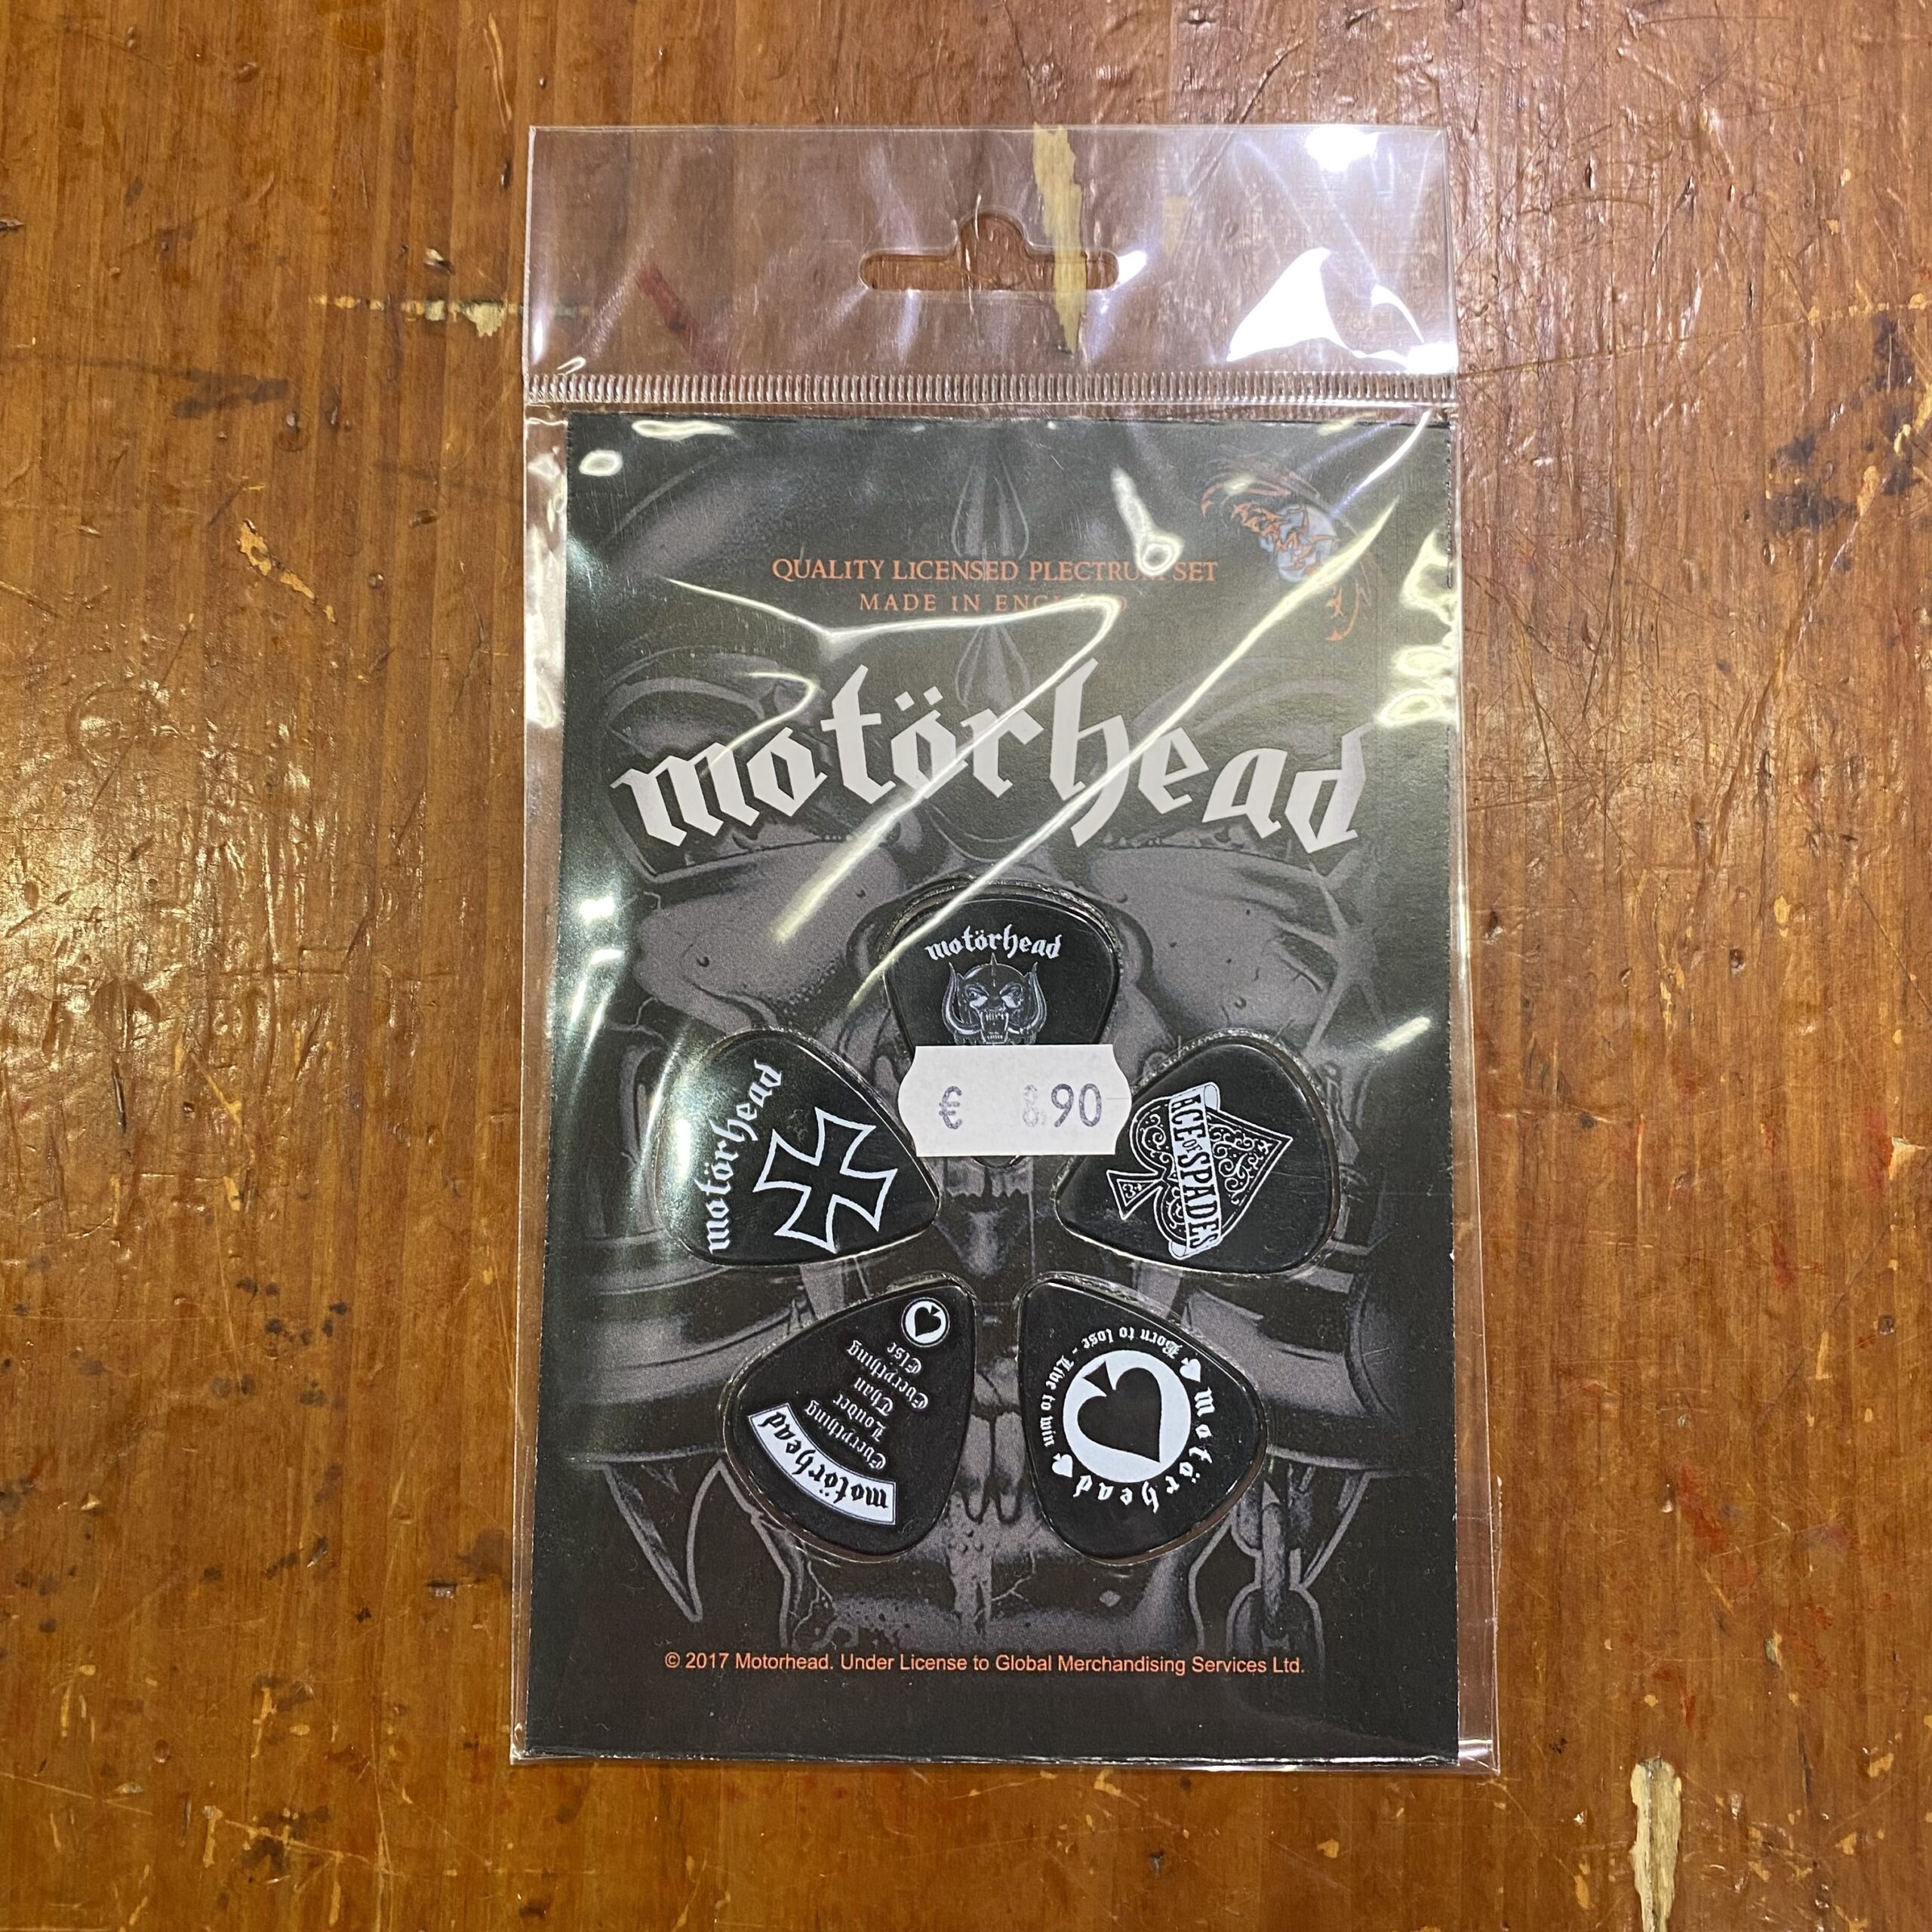 QUALITY LICENSED PLECTRUM SET
MADE IN ENGLAND
motörhead
motörhead
€ 8.90
motörhead
ACE OF SPADES
motörhead
Everything
Louder
Than
Everything
Else
motörhead
Born to lose - Live to win
© 2017 Motorhead. Under License to Global Merchandising Services Ltd.